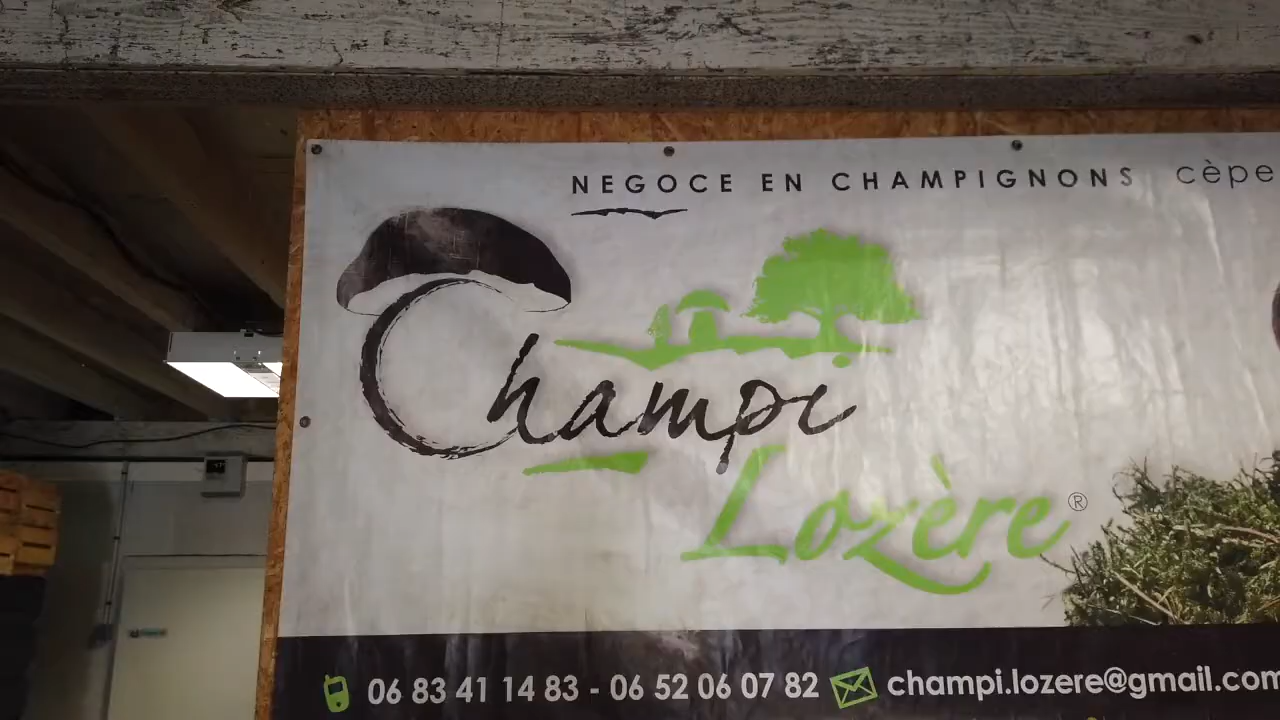 NEGOCE EN CHAMPIGNONS cèpe
Champi
Lozère ®
06 83 41 14 83 - 06 52 06 07 82 champi.lozere@gmail.com